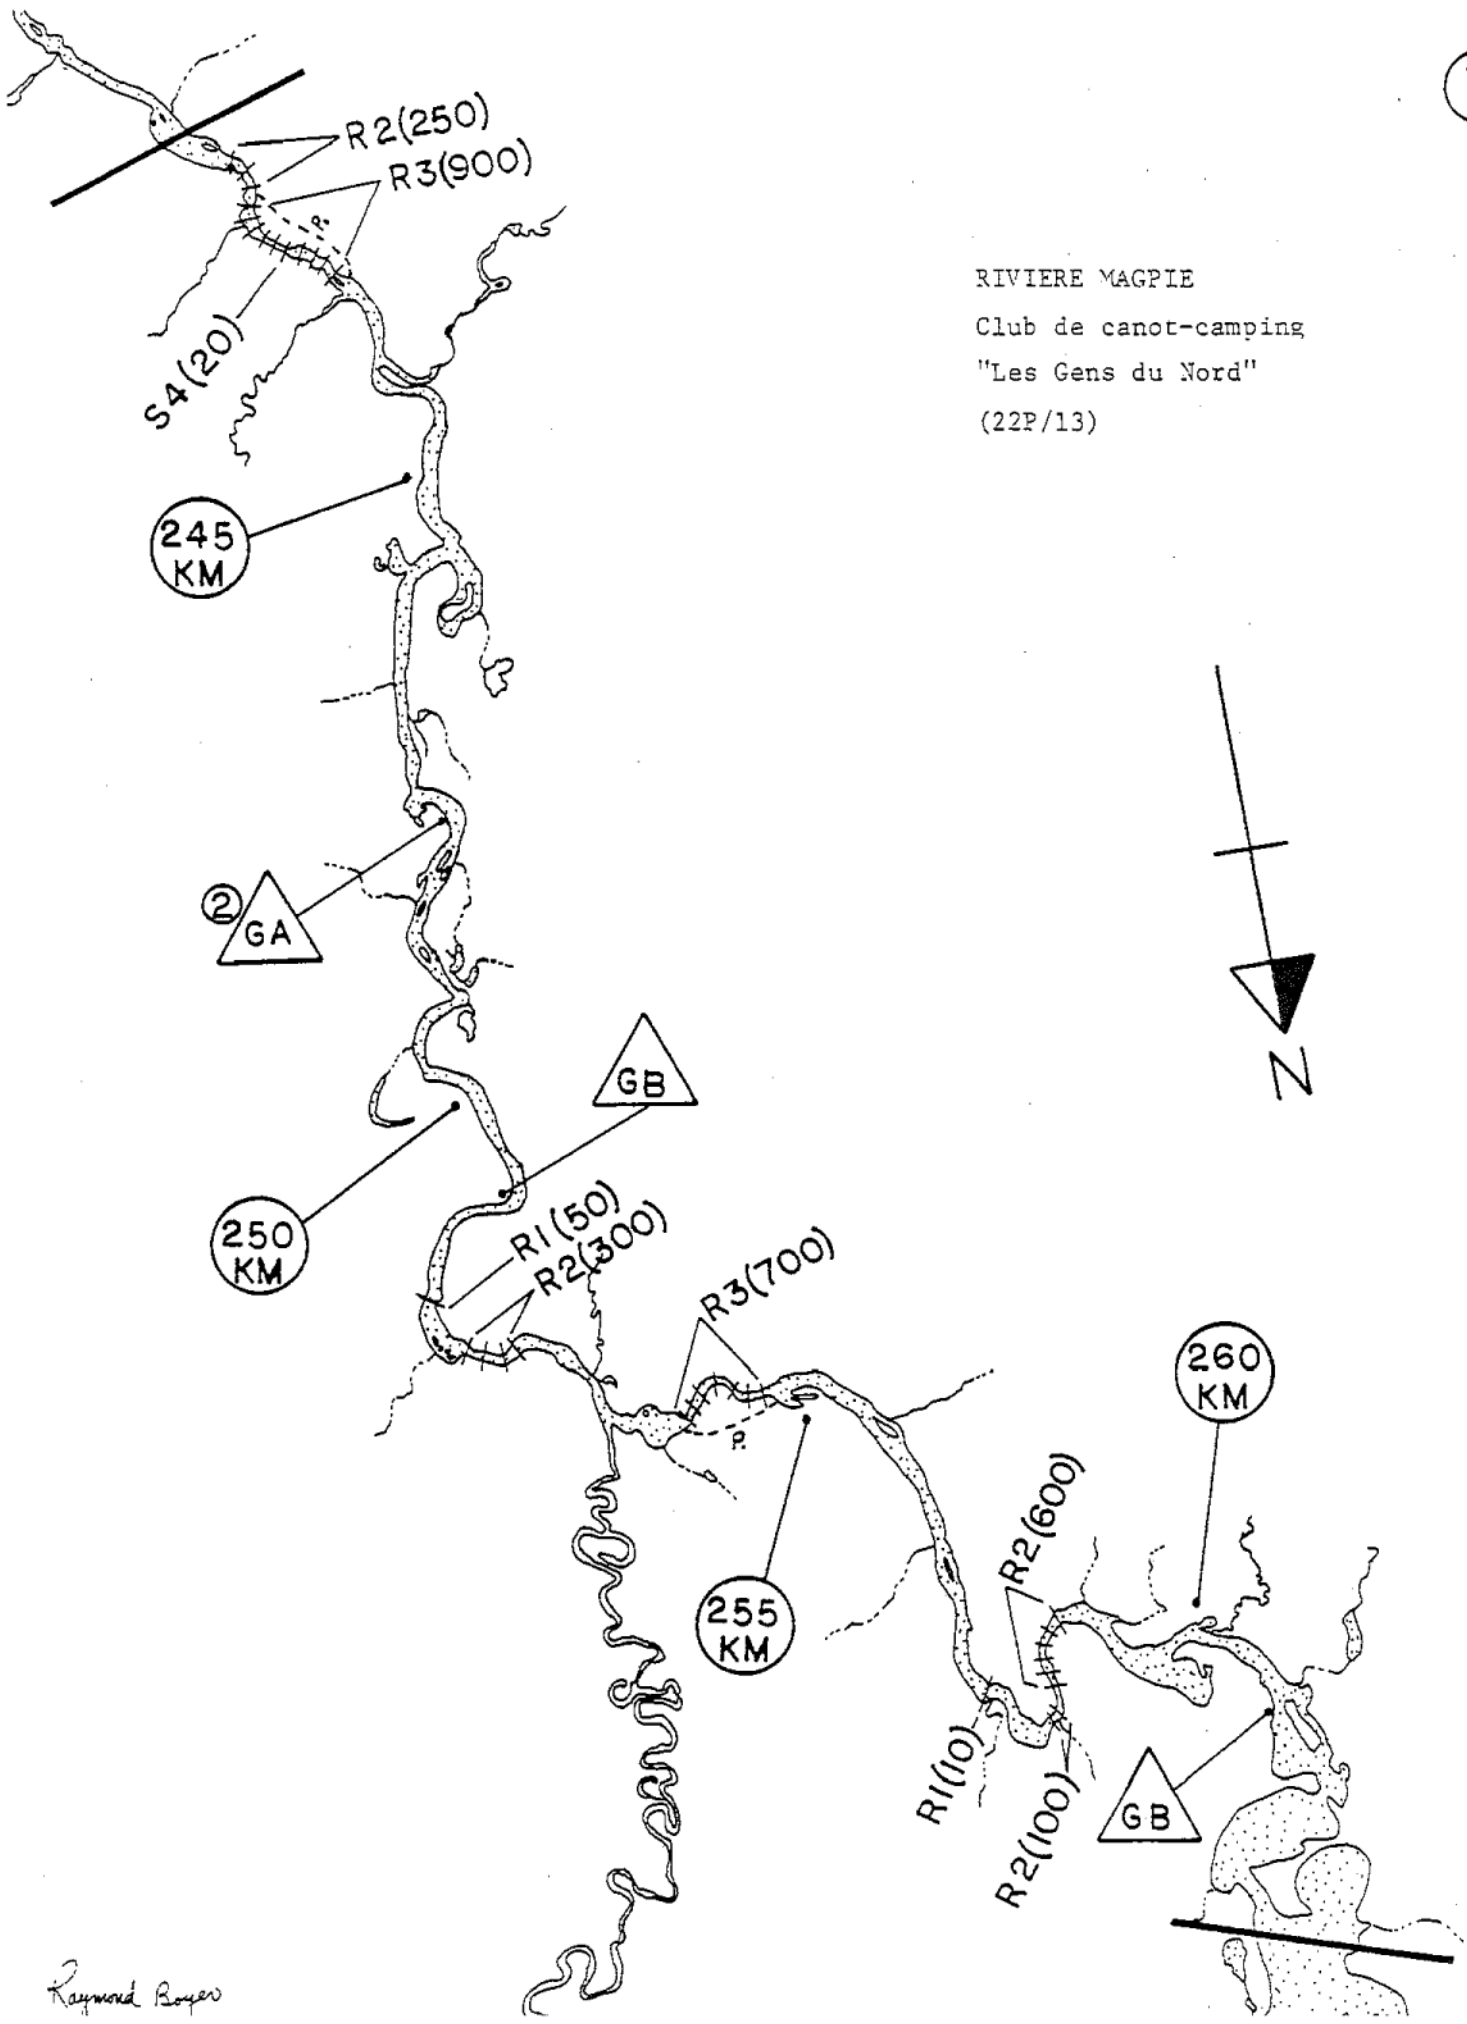 R2(250)
R3(900)
P.
S4(20)
RIVIERE MAGPIE
Club de canot-camping
"Les Gens du Nord"
(22P/13)
245
KM
2
GA
N
GB
250
KM
R1(50)
R2(300)
R3(700)
P.
260
KM
255
KM
R2(600)
R1(10)
R2(100)
GB
Raymond Boyer